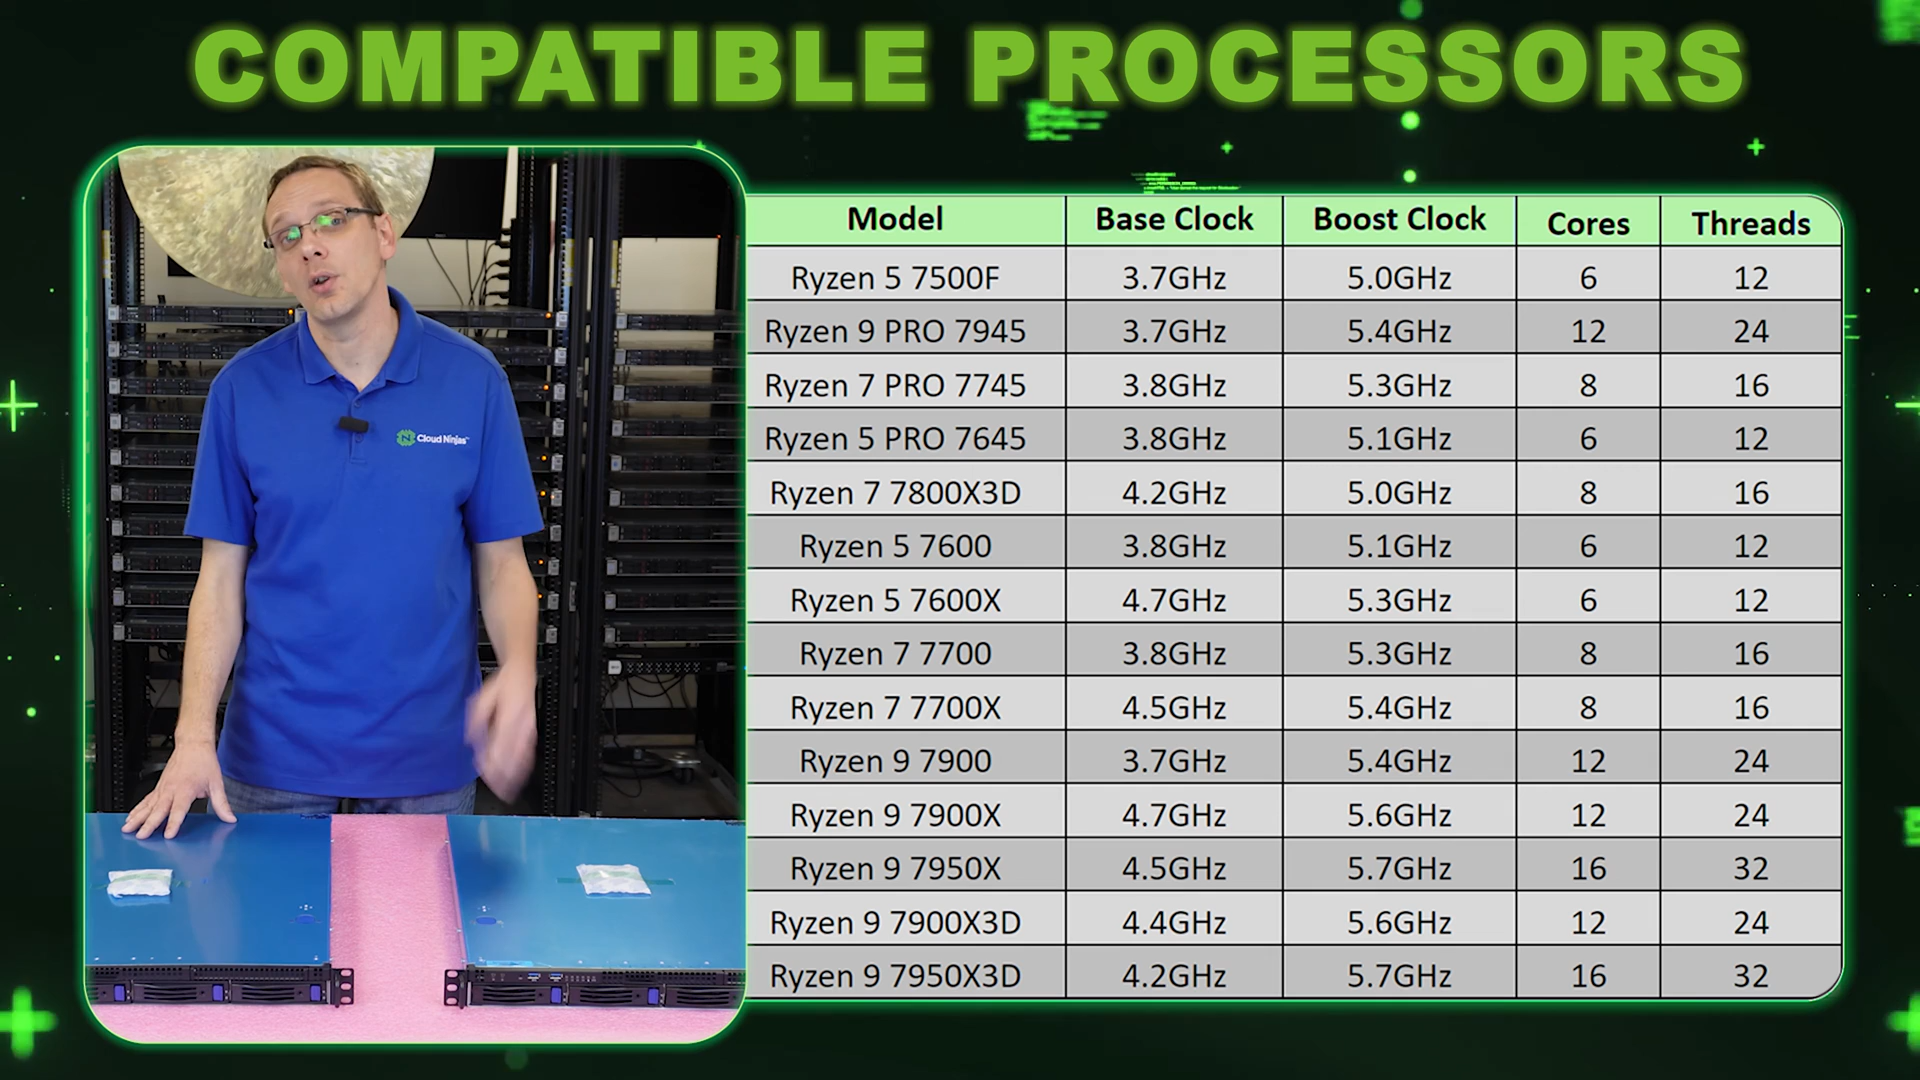 COMPATIBLE PROCESSORS
Cloud Ninjas
Model Base Clock Boost Clock Cores Threads
Ryzen 5 7500F 3.7GHz 5.0GHz 6 12
Ryzen 9 PRO 7945 3.7GHz 5.4GHz 12 24
Ryzen 7 PRO 7745 3.8GHz 5.3GHz 8 16
Ryzen 5 PRO 7645 3.8GHz 5.1GHz 6 12
Ryzen 7 7800X3D 4.2GHz 5.0GHz 8 16
Ryzen 5 7600 3.8GHz 5.1GHz 6 12
Ryzen 5 7600X 4.7GHz 5.3GHz 6 12
Ryzen 7 7700 3.8GHz 5.3GHz 8 16
Ryzen 7 7700X 4.5GHz 5.4GHz 8 16
Ryzen 9 7900 3.7GHz 5.4GHz 12 24
Ryzen 9 7900X 4.7GHz 5.6GHz 12 24
Ryzen 9 7950X 4.5GHz 5.7GHz 16 32
Ryzen 9 7900X3D 4.4GHz 5.6GHz 12 24
Ryzen 9 7950X3D 4.2GHz 5.7GHz 16 32